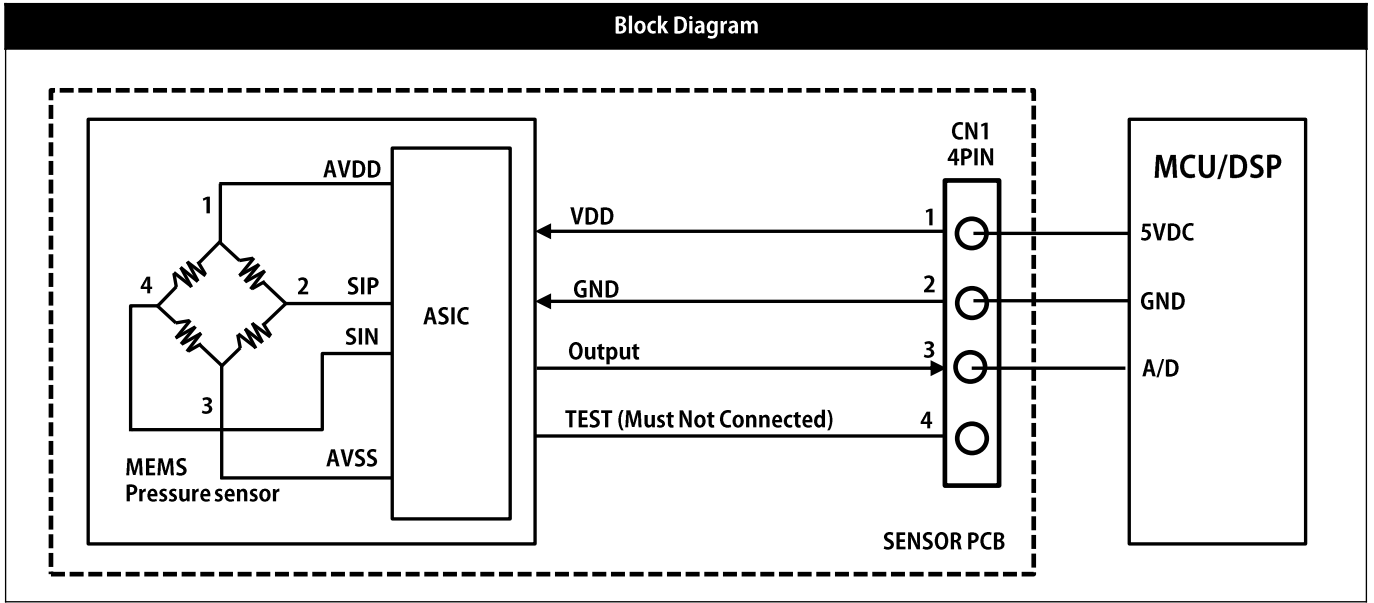 Block Diagram
CN1
4PIN
MCU/DSP
AVDD
1
VDD
1
5VDC
4
2
SIP
GND
2
GND
ASIC
SIN
Output
3
A/D
3
TEST (Must Not Connected)
4
AVSS
MEMS
Pressure sensor
SENSOR PCB